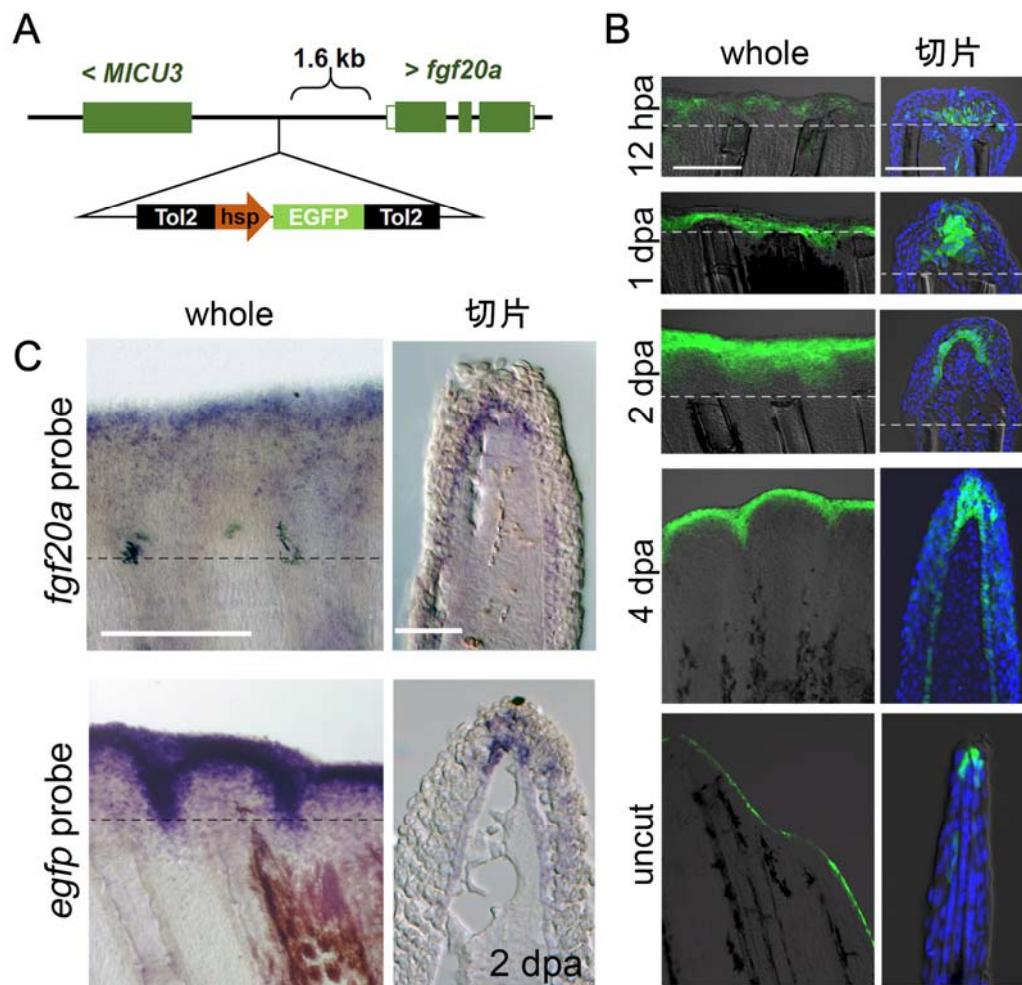 A
1.6 kb
< MICU3
> fgf20a
Tol2 hsp EGFP Tol2
B
whole 切片
12 hpa
1 dpa
2 dpa
4 dpa
uncut
C
whole 切片
fgf20a probe
egfp probe
2 dpa